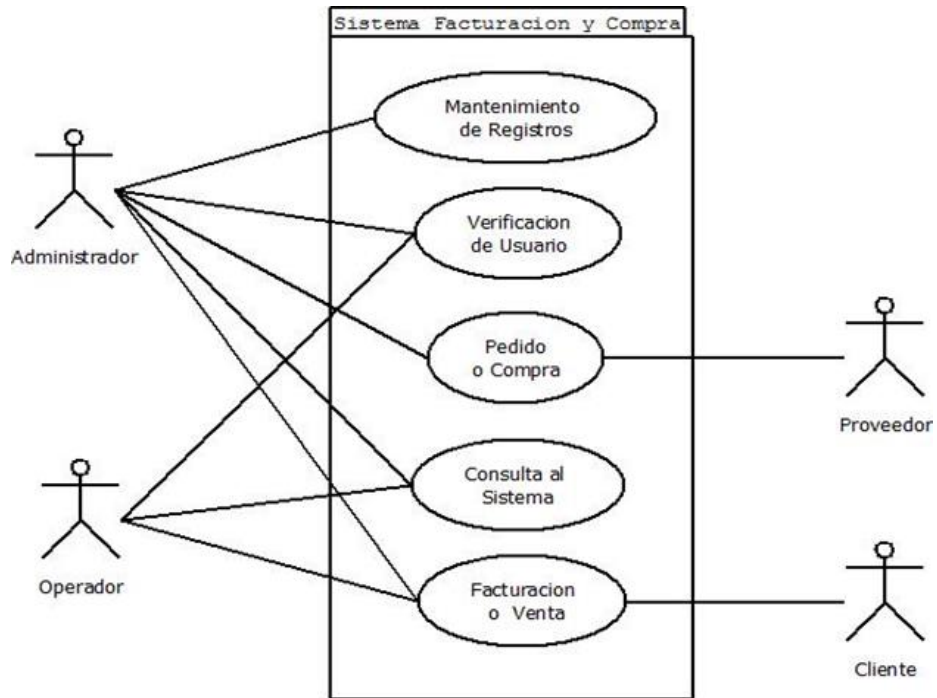 Sistema Facturacion y Compra
Mantenimiento
de Registros
Administrador
Verificacion
de Usuario
Pedido
o Compra
Proveedor
Consulta al
Sistema
Operador
Facturacion
o Venta
Cliente